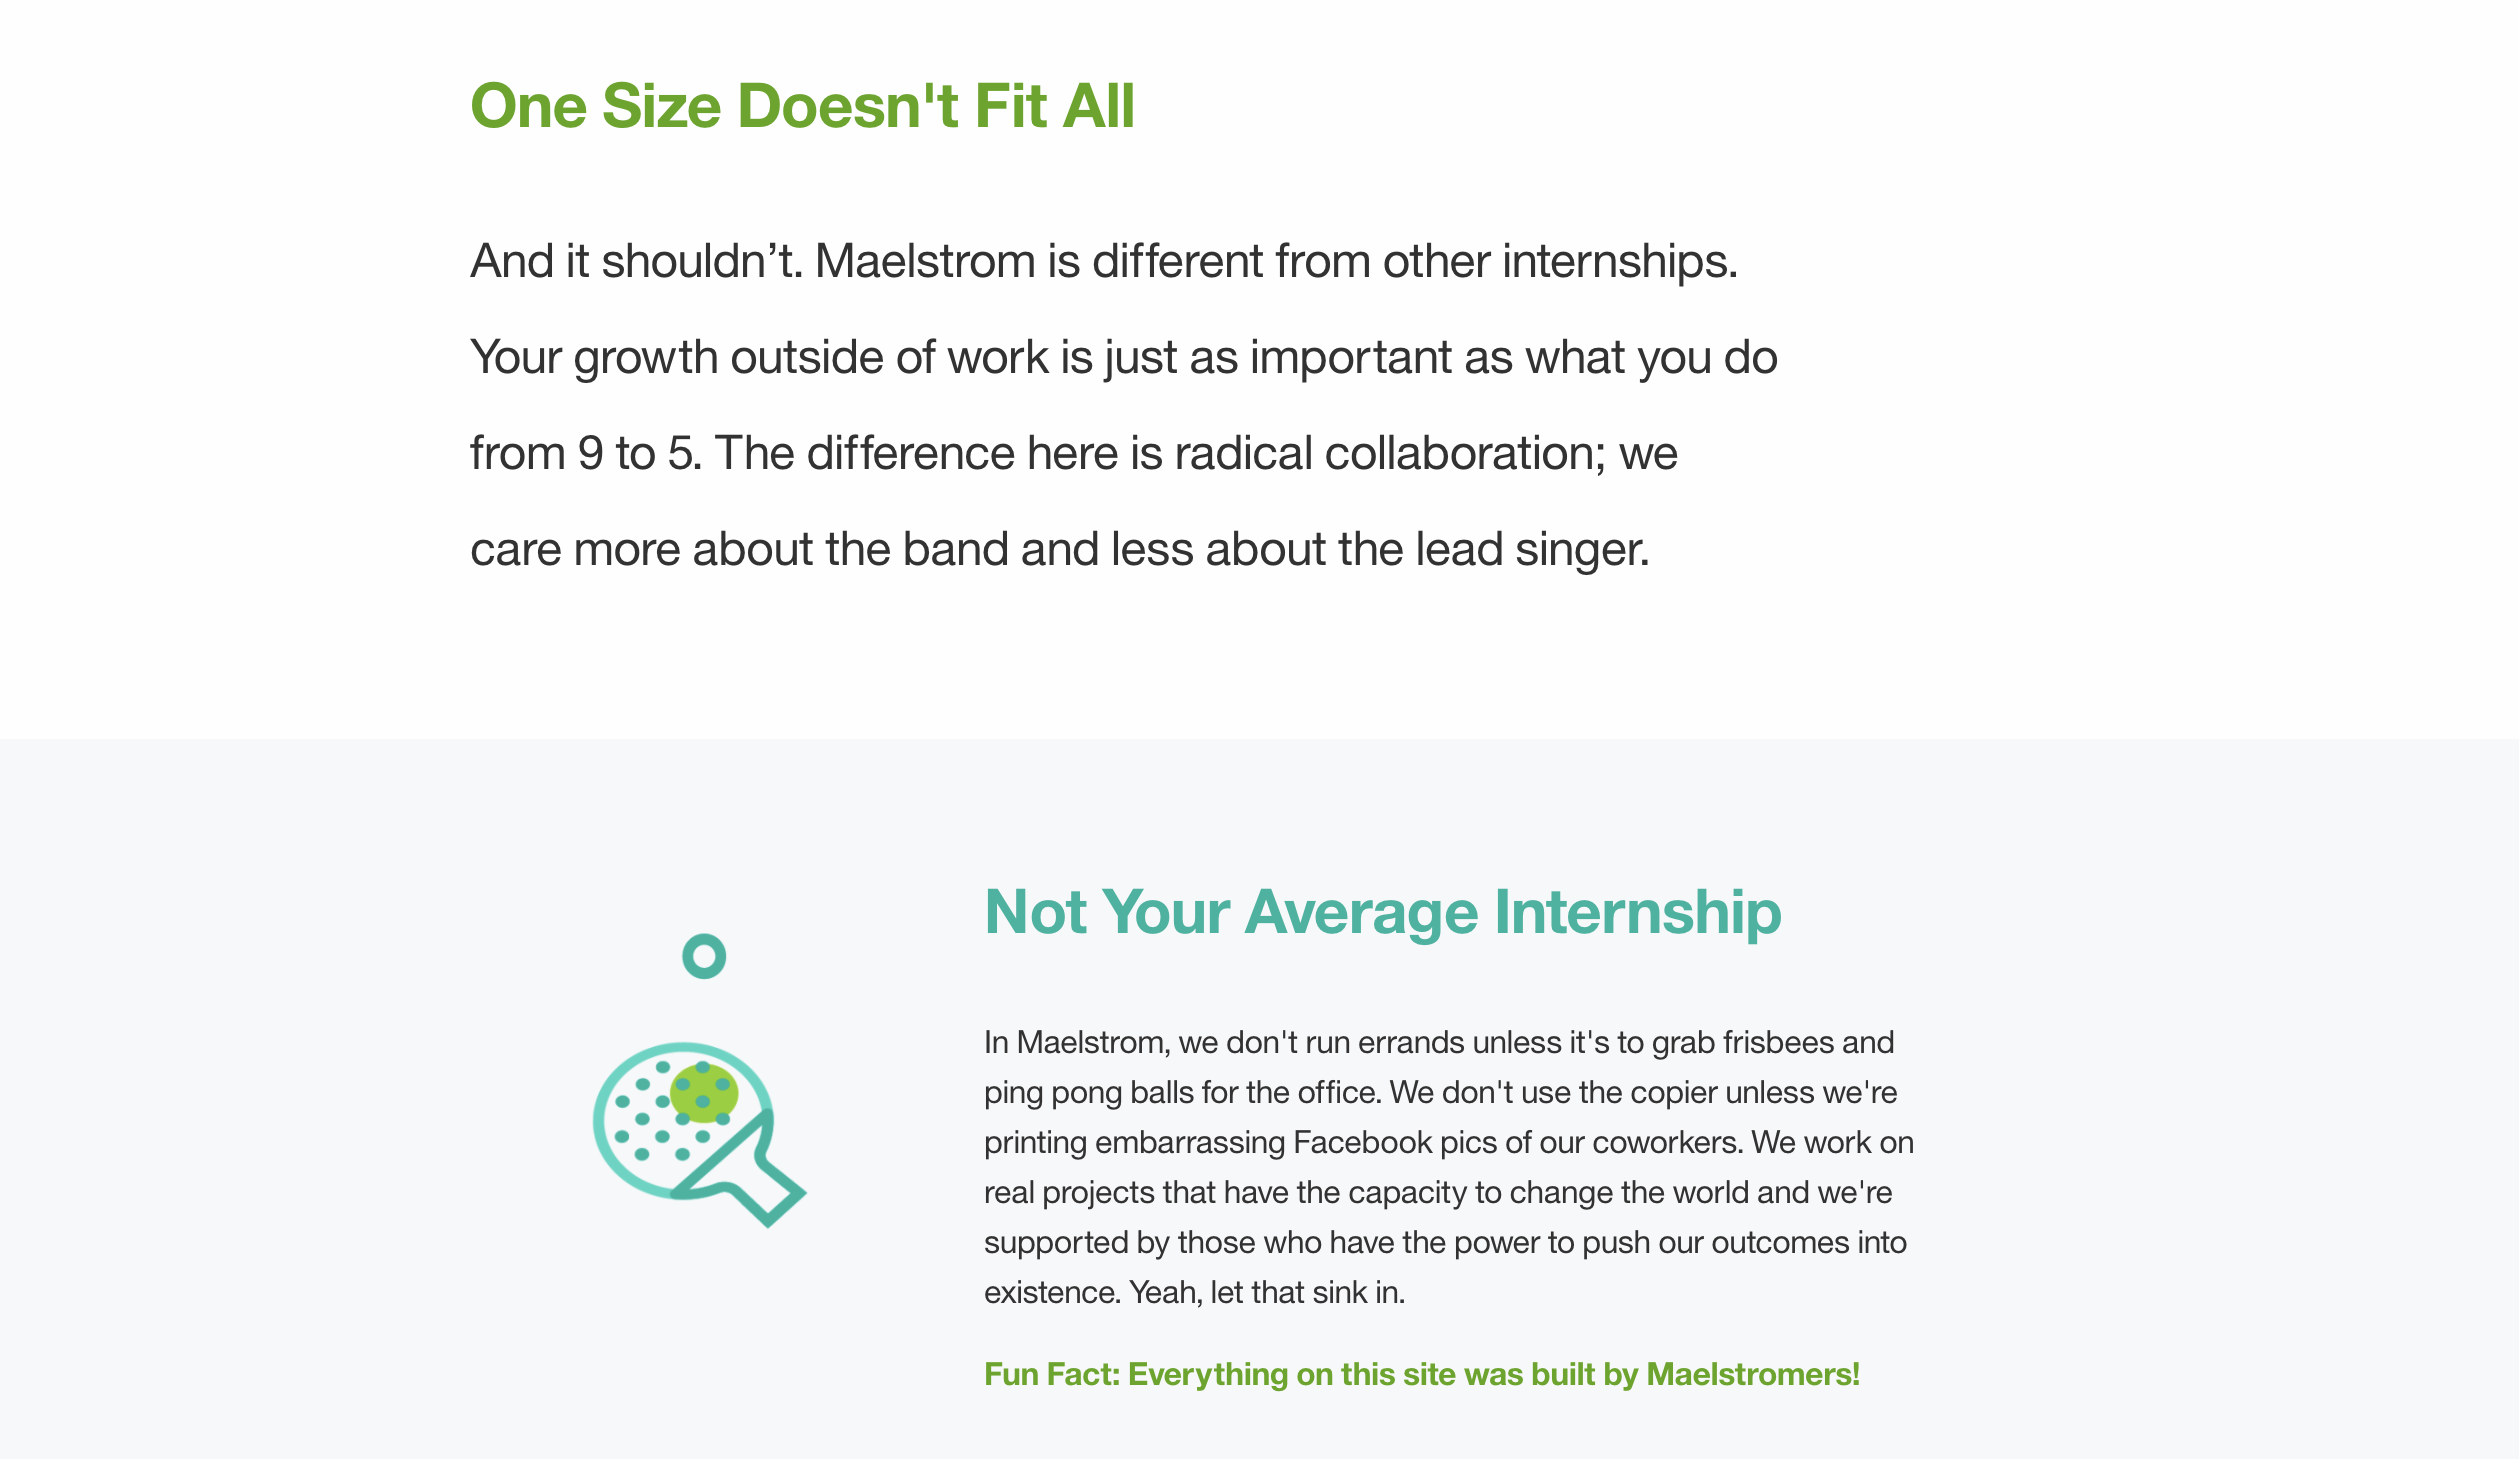 One Size Doesn't Fit All
And it shouldn’t. Maelstrom is different from other internships.
Your growth outside of work is just as important as what you do
from 9 to 5. The difference here is radical collaboration; we
care more about the band and less about the lead singer.
Not Your Average Internship
In Maelstrom, we don't run errands unless it's to grab frisbees and
ping pong balls for the office. We don't use the copier unless we're
printing embarrassing Facebook pics of our coworkers. We work on
real projects that have the capacity to change the world and we're
supported by those who have the power to push our outcomes into
existence. Yeah, let that sink in.
Fun Fact: Everything on this site was built by Maelstromers!